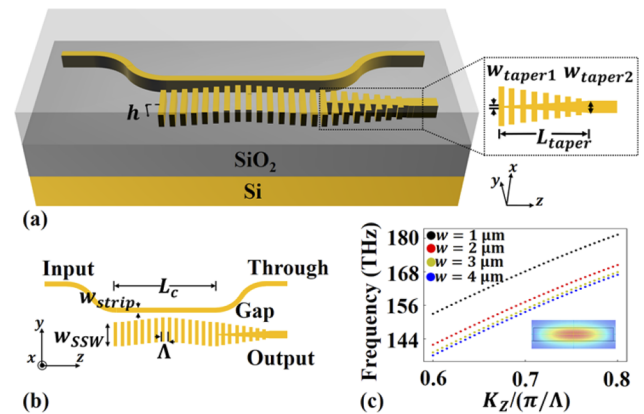 h
SiO₂
Si
(a)
w_taper1 w_taper2
L_taper
y x z
Input L_c Through
w_strip
Gap
w_SSW
Λ
Output
y
x z
(b)
Frequency (THz)
180
168
156
144
w = 1 μm
w = 2 μm
w = 3 μm
w = 4 μm
0.6 0.7 0.8
K_Z/(π/Λ)
(c)